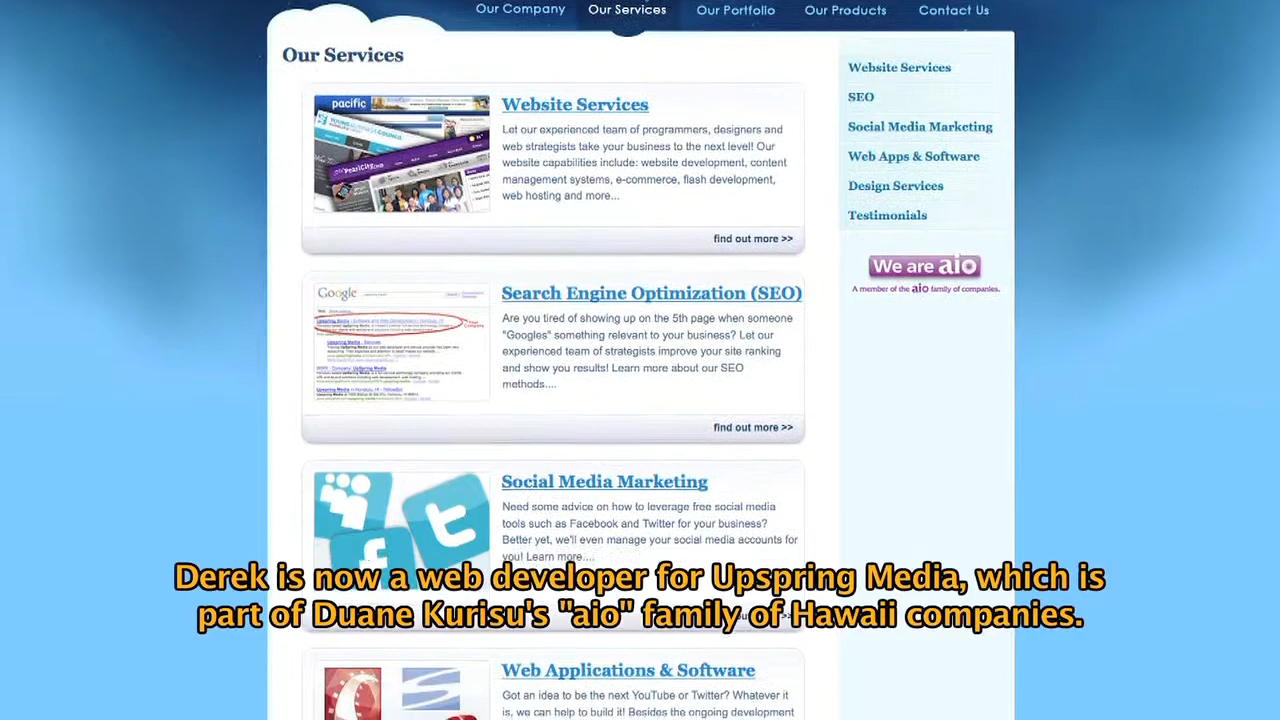 Our Company Our Services Our Portfolio Our Products Contact Us
Our Services
Website Services
Let our experienced team of programmers, designers and
web strategists take your business to the next level! Our
website capabilities include: website development, content
management systems, e-commerce, flash development,
web hosting and more...
find out more >>
Search Engine Optimization (SEO)
Are you tired of showing up on the 5th page when someone
"Googles" something relevant to your business? Let our
experienced team of strategists improve your site ranking
and show you results! Learn more about our SEO
methods....
find out more >>
Social Media Marketing
Need some advice on how to leverage free social media
tools such as Facebook and Twitter for your business?
Better yet, we'll even manage your social media accounts for
you! Learn more....
Web Applications & Software
Got an idea to be the next YouTube or Twitter? Whatever it
is, we can help to build it! Besides the ongoing development
Website Services
SEO
Social Media Marketing
Web Apps & Software
Design Services
Testimonials
We are aio
A member of the aio family of companies.
pacific
PearlCity
Google
Derek is now a web developer for Upspring Media, which is
part of Duane Kurisu's "aio" family of Hawaii companies.